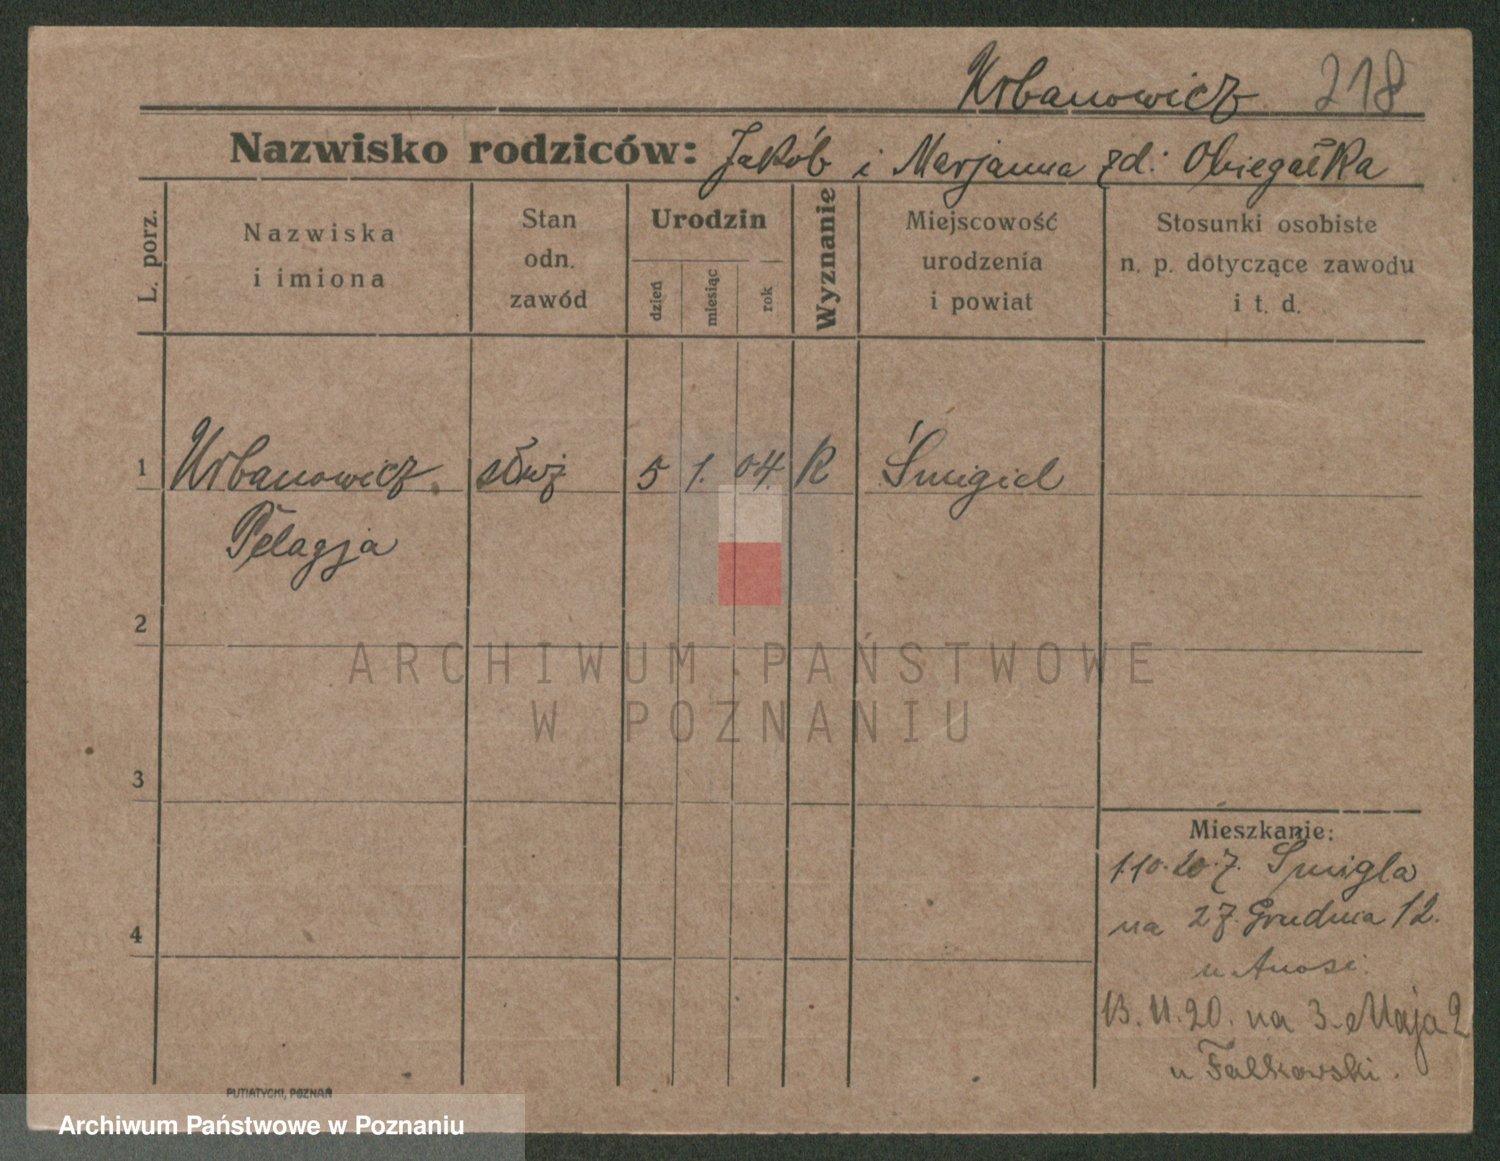 Urbanowicz 218
Nazwisko rodziców: Jakób i Marjanna zd: Obiegałka
L. porz.
Nazwiska
i imiona
Stan
odn.
zawód
Urodzin
dzień
miesiąc
rok
Wyznanie
Miejscowość
urodzenia
i powiat
Stosunki osobiste
n. p. dotyczące zawodu
i t. d.
1 Urbanowicz służ 5 1. 04. R Śmigiel
Pelagja
2
3
4
Mieszkanie:
1.10.20. z Śmigla
na 27. Grudnia 12.
u
13. 11. 20. na 3. Maja 2
u Falkowski.
PUTIATYCKI, POZNAŃ
ARCHIWUM PAŃSTWOWE
W POZNANIU
Archiwum Państwowe w Poznaniu